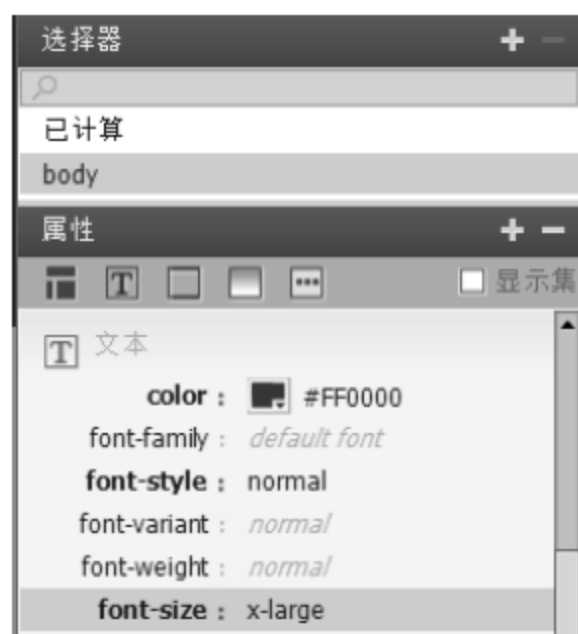 选择器
已计算
body
属性
显示集
文本
color : #FF0000
font-family : default font
font-style : normal
font-variant : normal
font-weight : normal
font-size : x-large